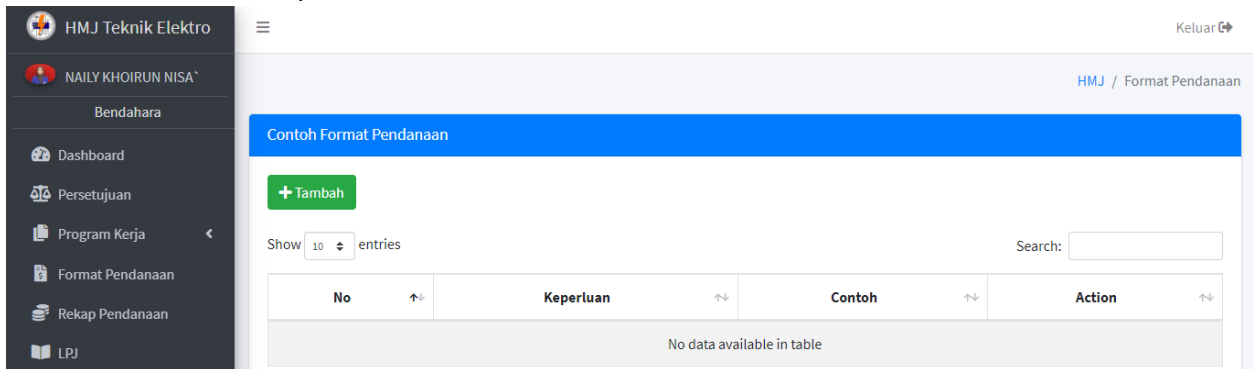 HMJ Teknik Elektro
Keluar
NAILY KHOIRUN NISA`
HMJ / Format Pendanaan
Bendahara
Contoh Format Pendanaan
Dashboard
Persetujuan
Tambah
Program Kerja
Show 10 entries
Search:
Format Pendanaan
No Keperluan Contoh Action
Rekap Pendanaan
No data available in table
LPJ